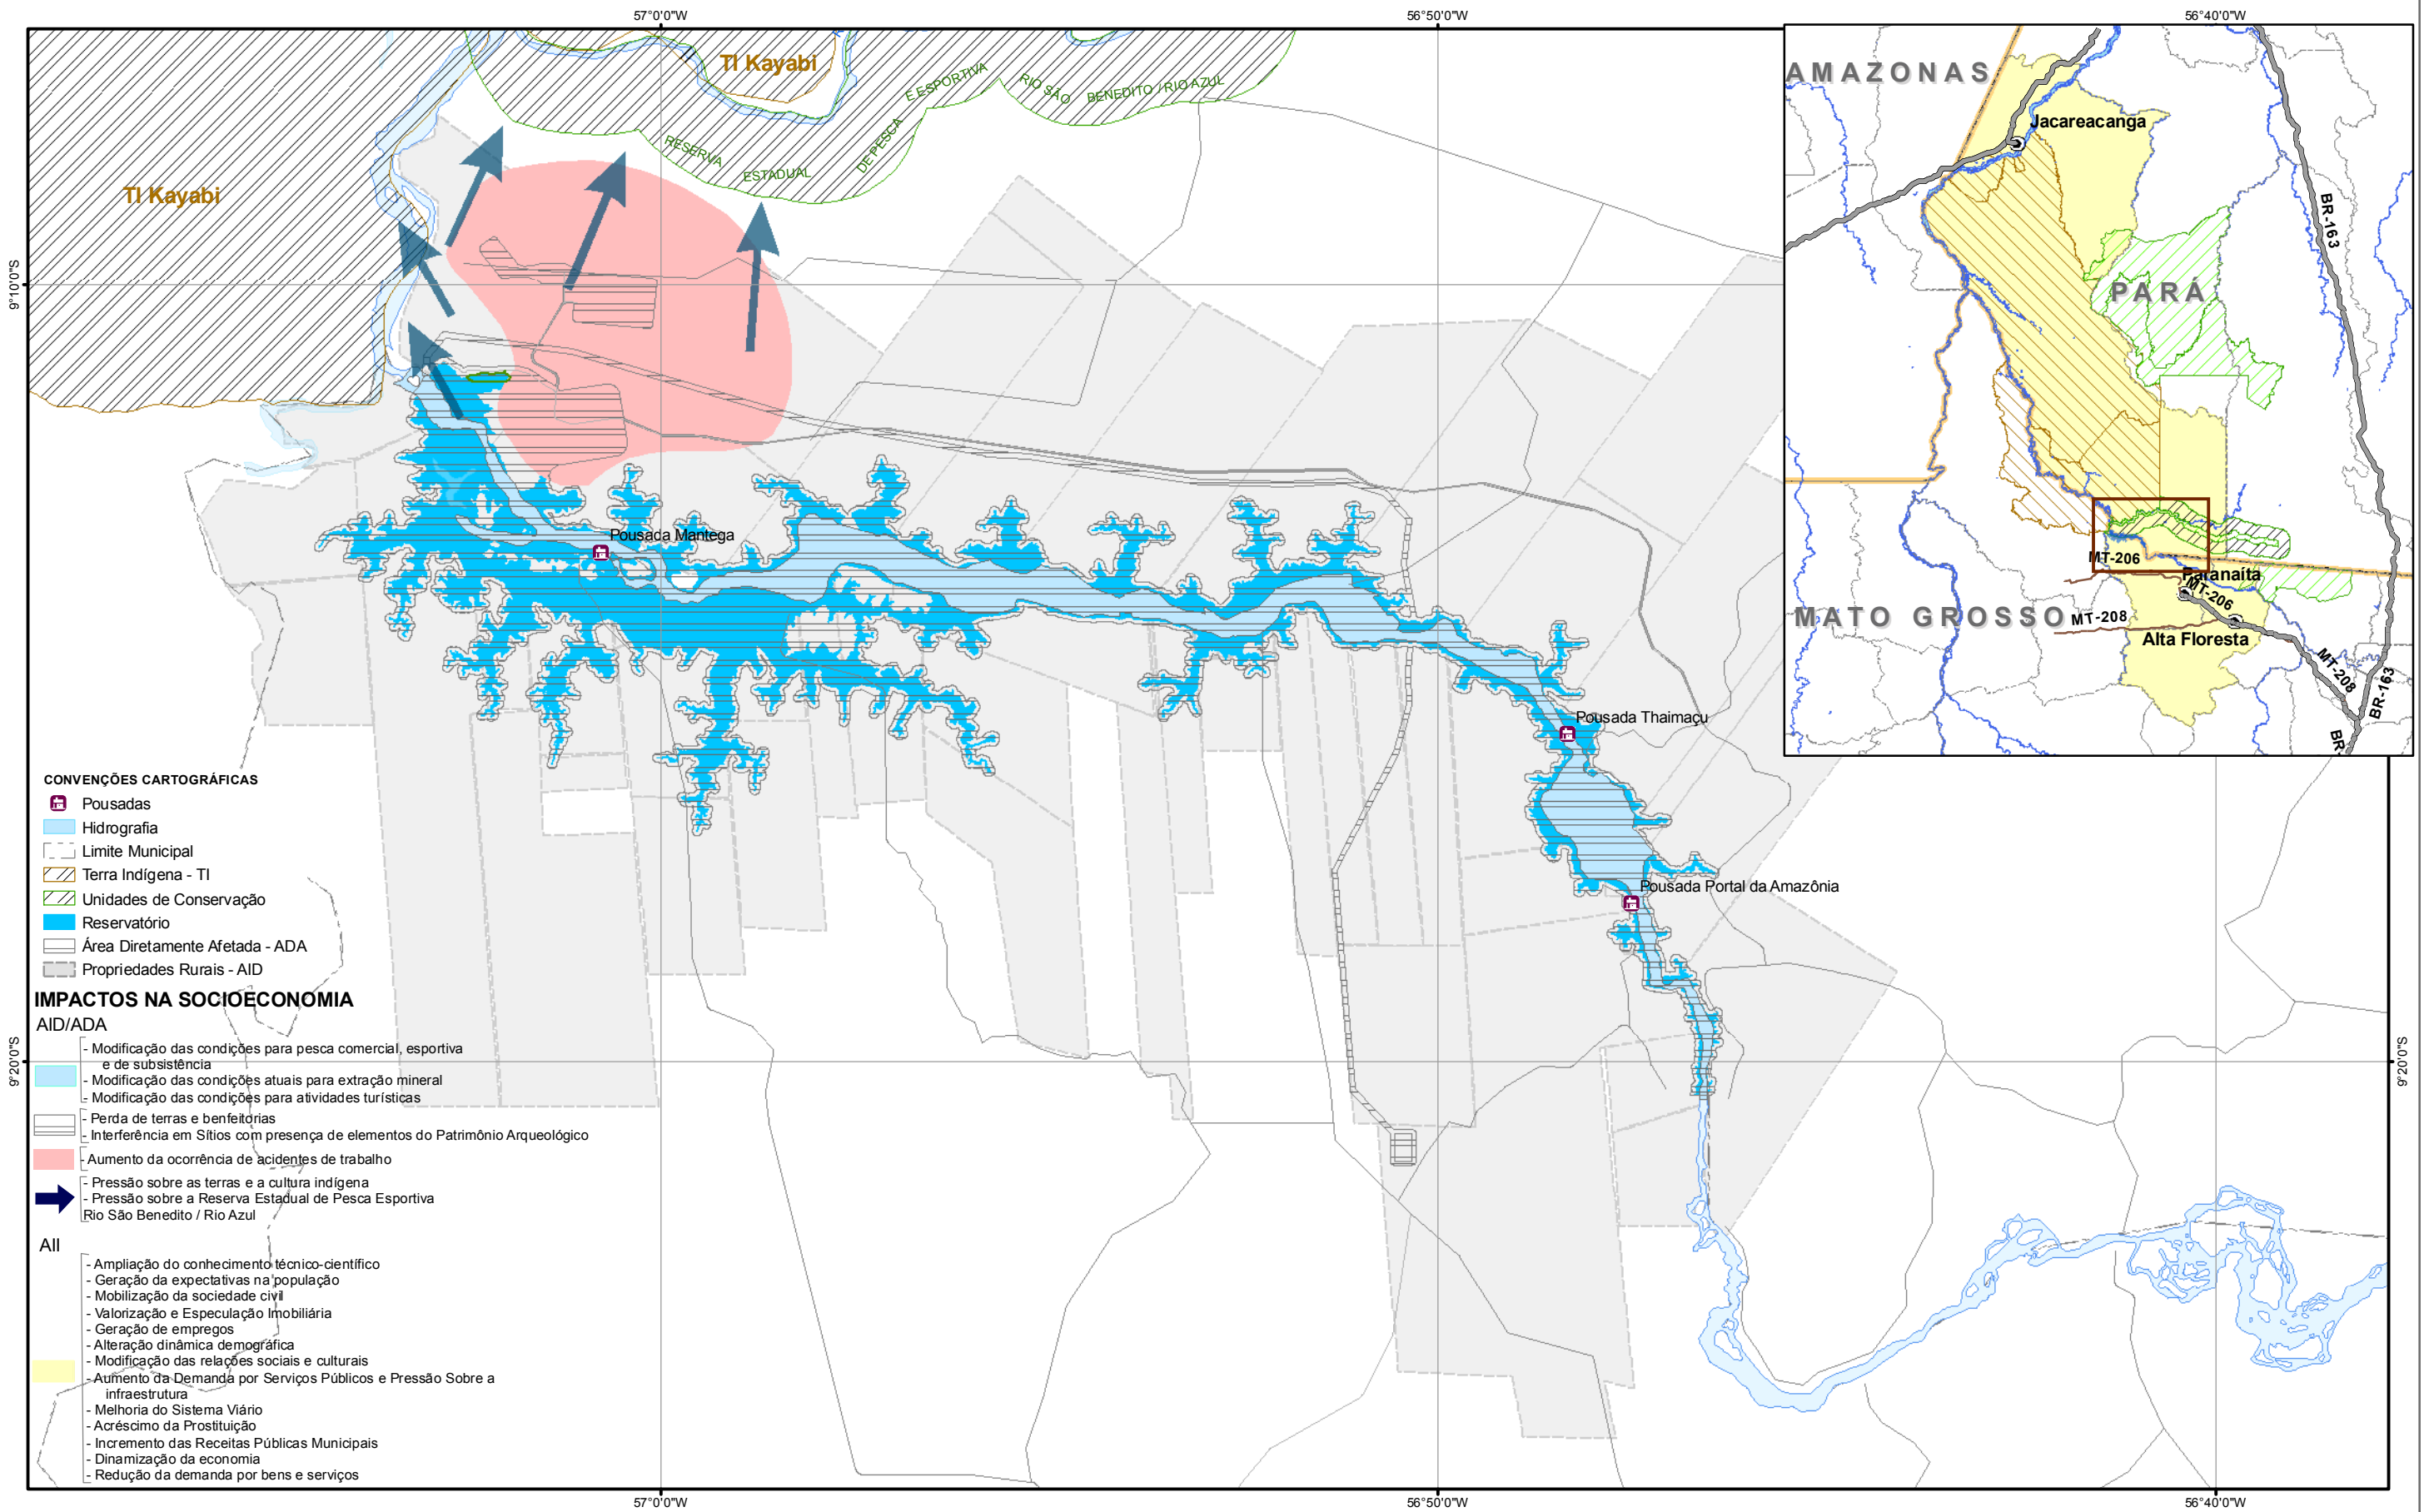 57°0'0"W
56°50'0"W
56°40'0"W
9°10'0"S
9°20'0"S
9°20'0"S
57°0'0"W
56°50'0"W
56°40'0"W
TI Kayabi
TI Kayabi
RESERVA
ESTADUAL
DE PESCA
E ESPORTIVA
RIO SÃO
BENEDITO / RIO AZUL
Pousada Mantega
Pousada Thaimaçu
Pousada Portal da Amazônia
AMAZONAS
Jacareacanga
BR-163
PARÁ
MT-206
Paranaíta
MT-206
MATO GROSSO
MT-208
Alta Floresta
MT-208
BR-163
BR-
CONVENÇÕES CARTOGRÁFICAS
Pousadas
Hidrografia
Limite Municipal
Terra Indígena - TI
Unidades de Conservação
Reservatório
Área Diretamente Afetada - ADA
Propriedades Rurais - AID
IMPACTOS NA SOCIOECONOMIA
AID/ADA
- Modificação das condições para pesca comercial, esportiva
e de subsistência
- Modificação das condições atuais para extração mineral
- Modificação das condições para atividades turísticas
- Perda de terras e benfeitorias
- Interferência em Sítios com presença de elementos do Patrimônio Arqueológico
- Aumento da ocorrência de acidentes de trabalho
- Pressão sobre as terras e a cultura indígena
- Pressão sobre a Reserva Estadual de Pesca Esportiva
Rio São Benedito / Rio Azul
AII
- Ampliação do conhecimento técnico-científico
- Geração da expectativas na população
- Mobilização da sociedade civil
- Valorização e Especulação Imobiliária
- Geração de empregos
- Alteração dinâmica demográfica
- Modificação das relações sociais e culturais
- Aumento da Demanda por Serviços Públicos e Pressão Sobre a
infraestrutura
- Melhoria do Sistema Viário
- Acréscimo da Prostituição
- Incremento das Receitas Públicas Municipais
- Dinamização da economia
- Redução da demanda por bens e serviços